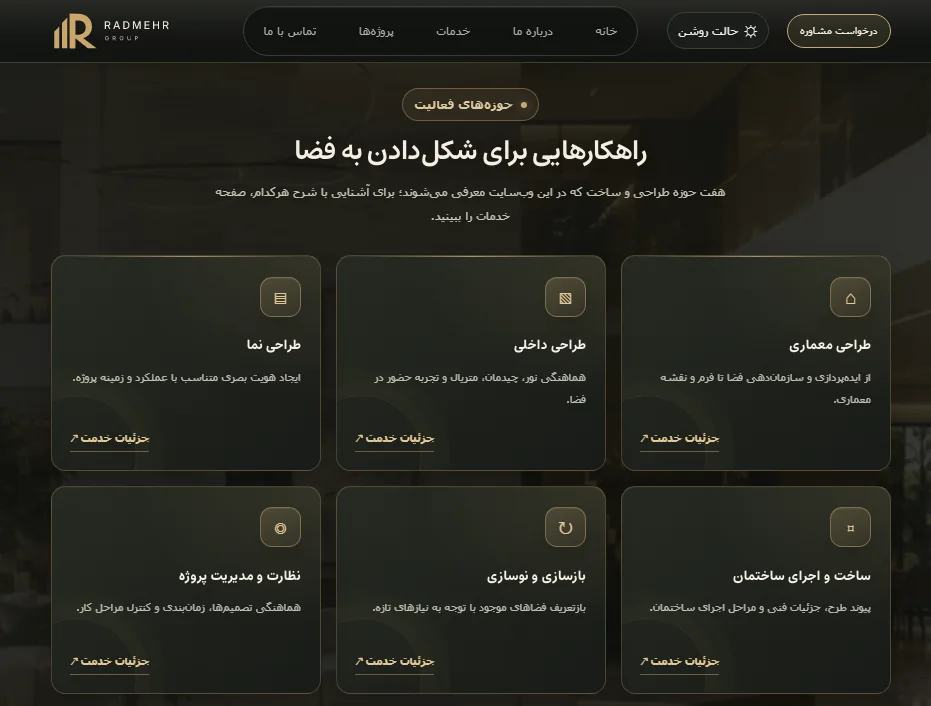 درخواست مشاوره
حالت روشن
خانه
درباره ما
خدمات
پروژه‌ها
تماس با ما
RADMEHR
GROUP
حوزه‌های فعالیت
راهکارهایی برای شکل‌دادن به فضا
هفت حوزه طراحی و ساخت که در این وب‌سایت معرفی می‌شوند؛ برای آشنایی با شرح هرکدام، صفحه
خدمات را ببینید.
طراحی معماری
از ایده‌پردازی و سازمان‌دهی فضا تا فرم و نقشه
معماری.
جزئیات خدمت ↗
طراحی داخلی
هماهنگی نور، چیدمان، متریال و تجربه حضور در
فضا.
جزئیات خدمت ↗
طراحی نما
ایجاد هویت بصری متناسب با عملکرد و زمینه پروژه.
جزئیات خدمت ↗
ساخت و اجرای ساختمان
پیوند طرح، جزئیات فنی و مراحل اجرای ساختمان.
جزئیات خدمت ↗
بازسازی و نوسازی
بازتعریف فضاهای موجود با توجه به نیازهای تازه.
جزئیات خدمت ↗
نظارت و مدیریت پروژه
هماهنگی تصمیم‌ها، زمان‌بندی و کنترل مراحل کار.
جزئیات خدمت ↗